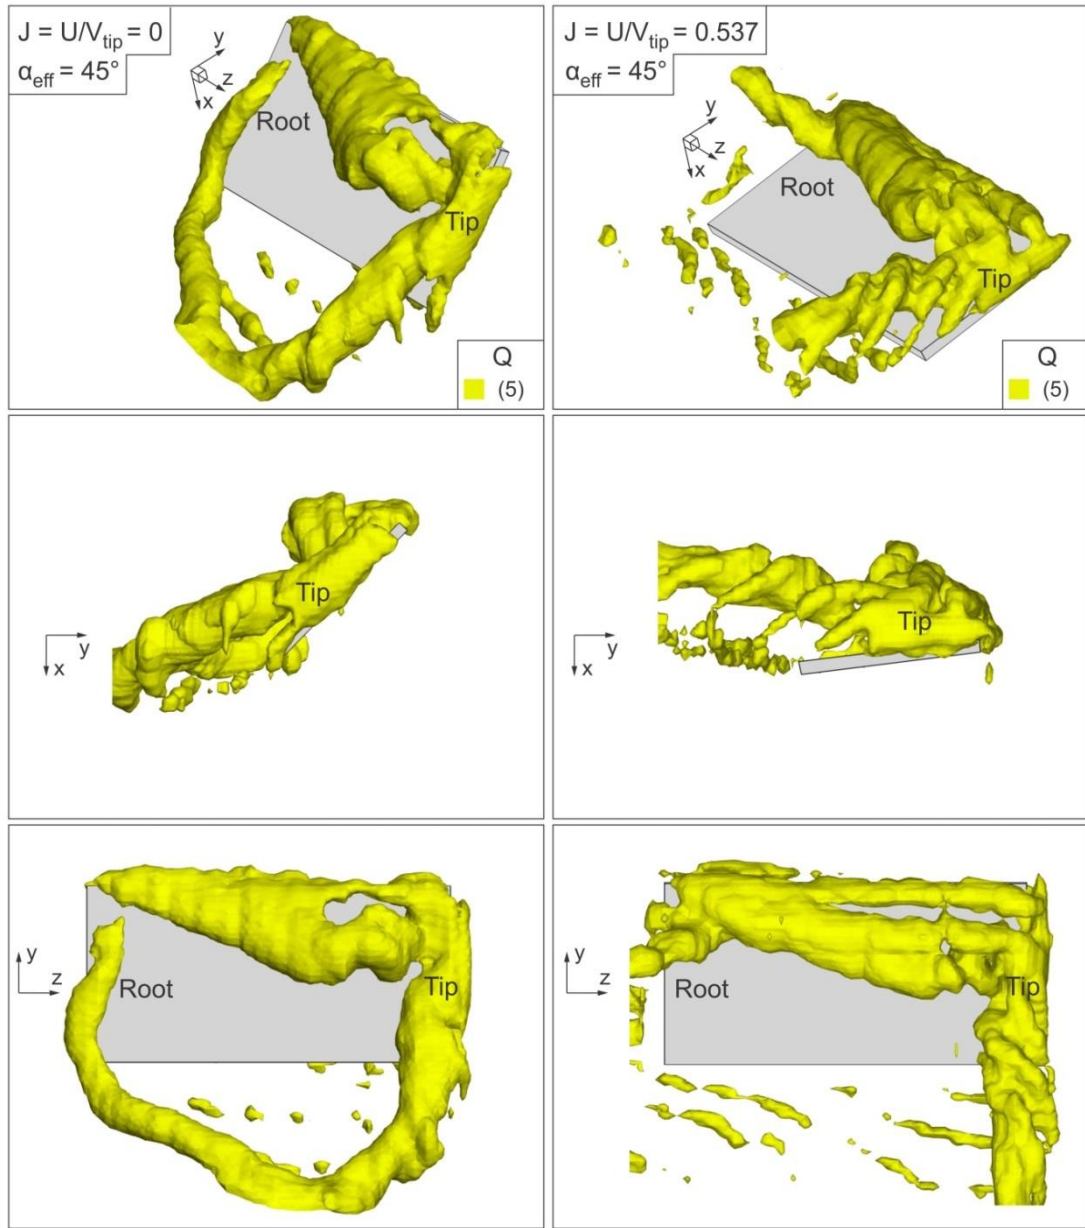 J = U/V_tip = 0
α_eff = 45°
y
z
x
Root
Tip
Q
(5)
J = U/V_tip = 0.537
α_eff = 45°
y
z
x
Root
Tip
Q
(5)
Tip
y
x
Tip
y
x
y
z
Root
Tip
y
z
Root
Tip